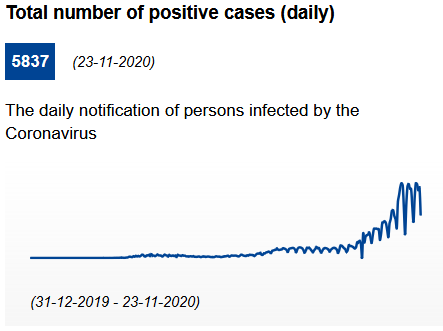 Total number of positive cases (daily)
5837 (23-11-2020)
The daily notification of persons infected by the
Coronavirus
(31-12-2019 - 23-11-2020)